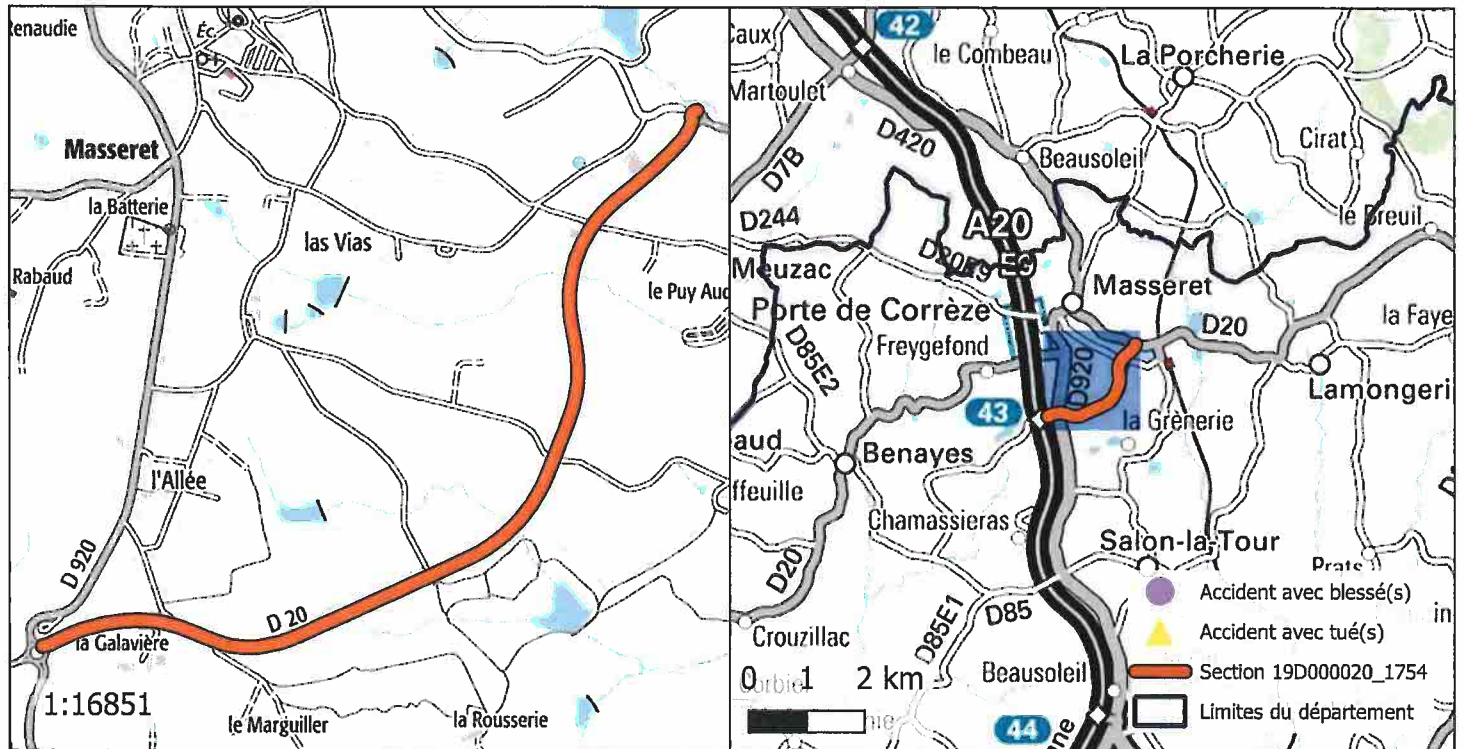 Renaudie
Éc.
Masseret
la Batterie
Rabaud
las Vias
le Puy Aud
l'Allée
D 920
D 20
la Galavière
1:16851
le Marguiller
la Rousserie
42
Caux
le Combeau
La Porcherie
Martoulet
D420
Cirat
D7B
Beausoleil
le Breuil
D244
A20
D20E9
Meuzac
Masseret
Porte de Corrèze
D20
la Faye
Freygefond
D85E2
D920
Lamongeri
43
la Grènerie
eaud
Benayes
ffeuille
Chamassieras
Salon-la-Tour
D20
Prats
D85
D85E1
Crouzillac
0 1 2 km
Beausoleil
44
Accident avec blessé(s)
Accident avec tué(s)
Section 19D000020_1754
Limites du département